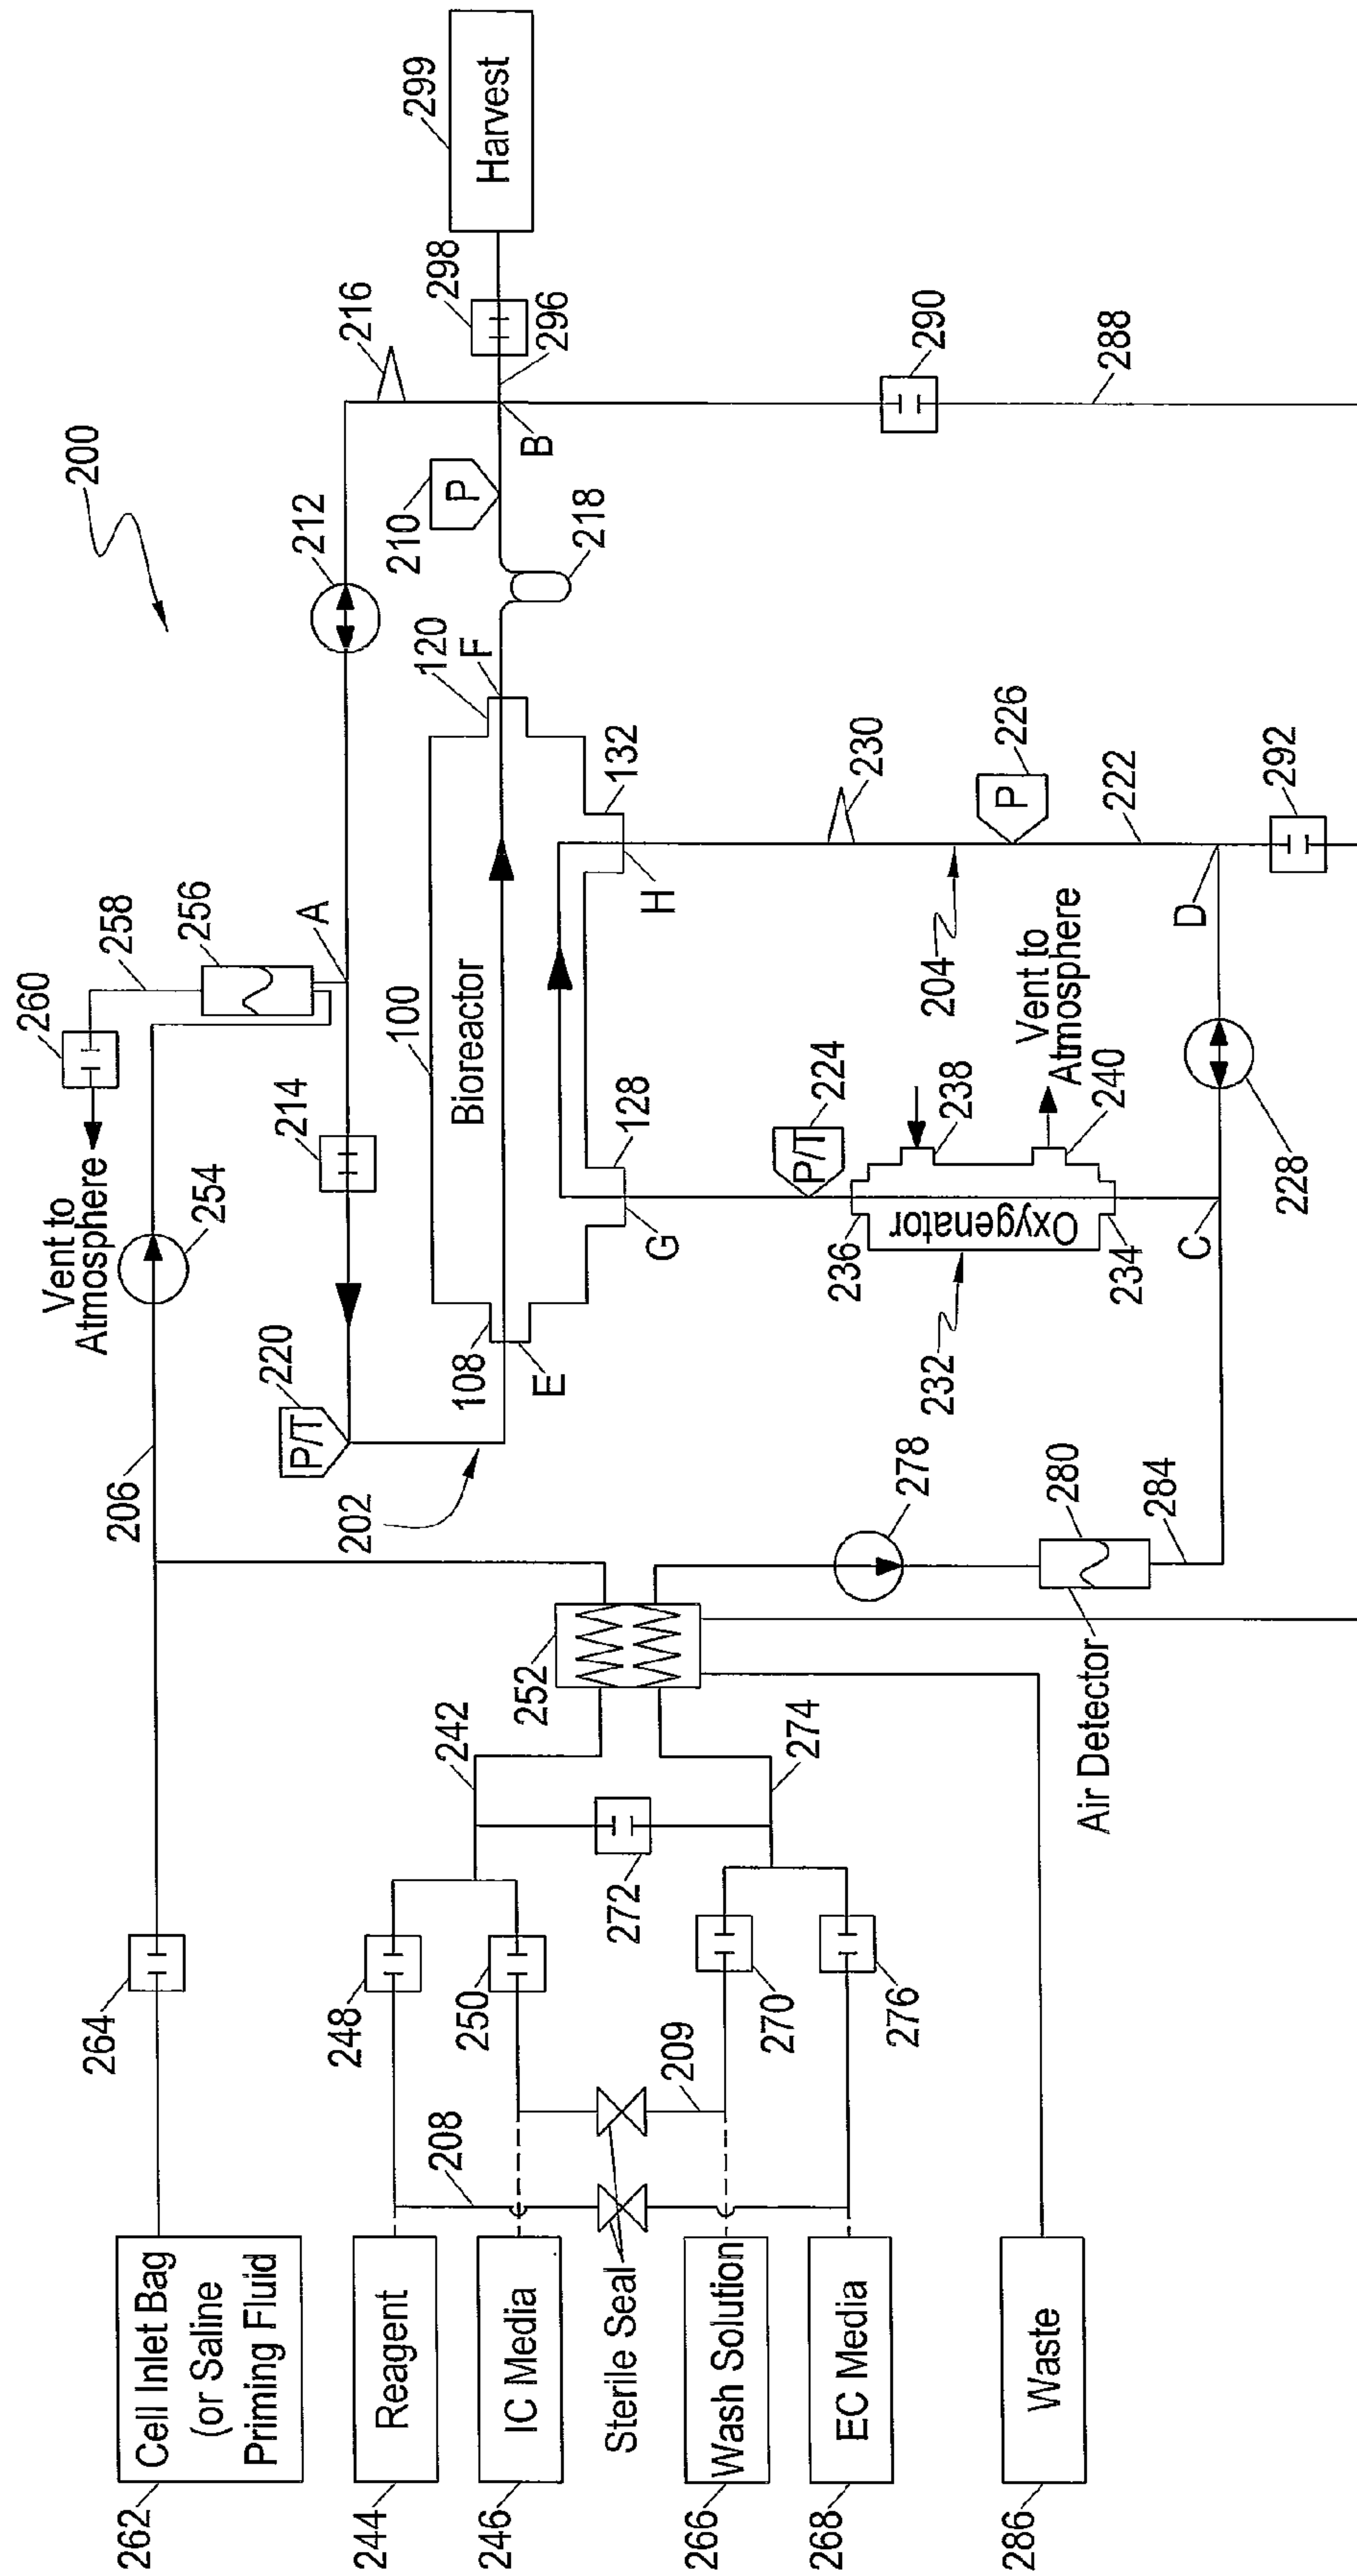 200
Vent to
Atmosphere
260
258
256
254
206
264
262
Cell Inlet Bag
(or Saline
Priming Fluid
A
212
216
299
Harvest
298
296
B
210
P
218
214
220
P/T
202
100
Bioreactor
108
E
120
F
128
G
132
H
244
Reagent
246
IC Media
Sterile Seal
266
Wash Solution
268
EC Media
286
Waste
248
250
208
209
270
276
272
242
274
252
278
280
284
Air Detector
224
P/T
236
238
Oxygenator
232
234
240
Vent to
Atmosphere
C
228
D
204
230
226
P
222
292
290
288